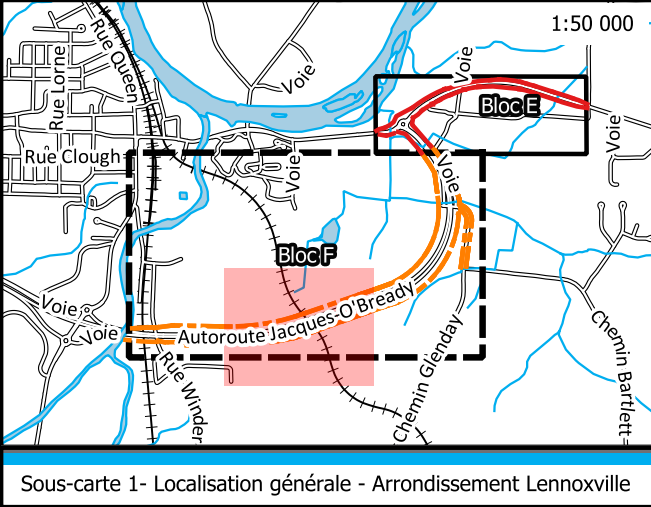 1:50 000
Rue Queen
Rue Lorne
Voie
Voie
Bloc E
Voie
Rue Clough
Voie
Voie
Bloc F
Voie
Voie
Autoroute Jacques-O'Bready
Rue Winder
Chemin Glenday
Chemin Bartlett
Sous-carte 1- Localisation générale - Arrondissement Lennoxville